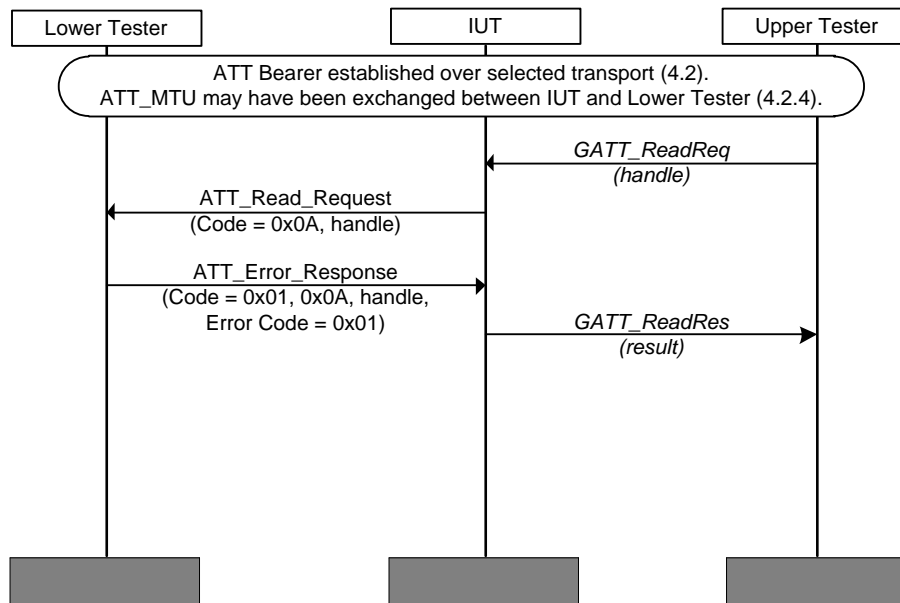 Lower Tester
IUT
Upper Tester
ATT Bearer established over selected transport (4.2).
ATT_MTU may have been exchanged between IUT and Lower Tester (4.2.4).
GATT_ReadReq
(handle)
ATT_Read_Request
(Code = 0x0A, handle)
ATT_Error_Response
(Code = 0x01, 0x0A, handle,
Error Code = 0x01)
GATT_ReadRes
(result)